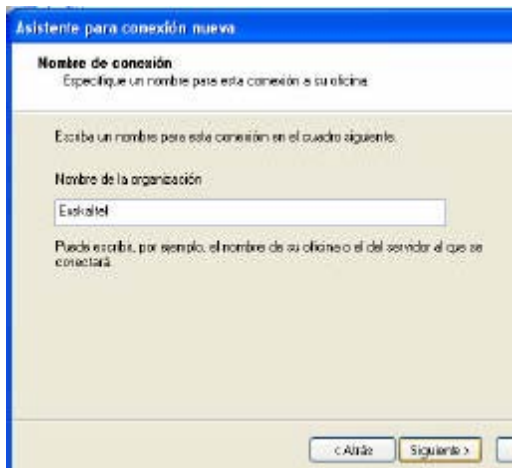 Asistente para conexión nueva
Nombre de conexión
Especifique un nombre para esta conexión a su oficina
Escriba un nombre para esta conexión en el cuadro siguiente.
Nombre de la organización
Euskaltel
Puede escribir, por ejemplo, el nombre de su oficina o el del servidor al que se
conectará
< Atrás
Siguiente >